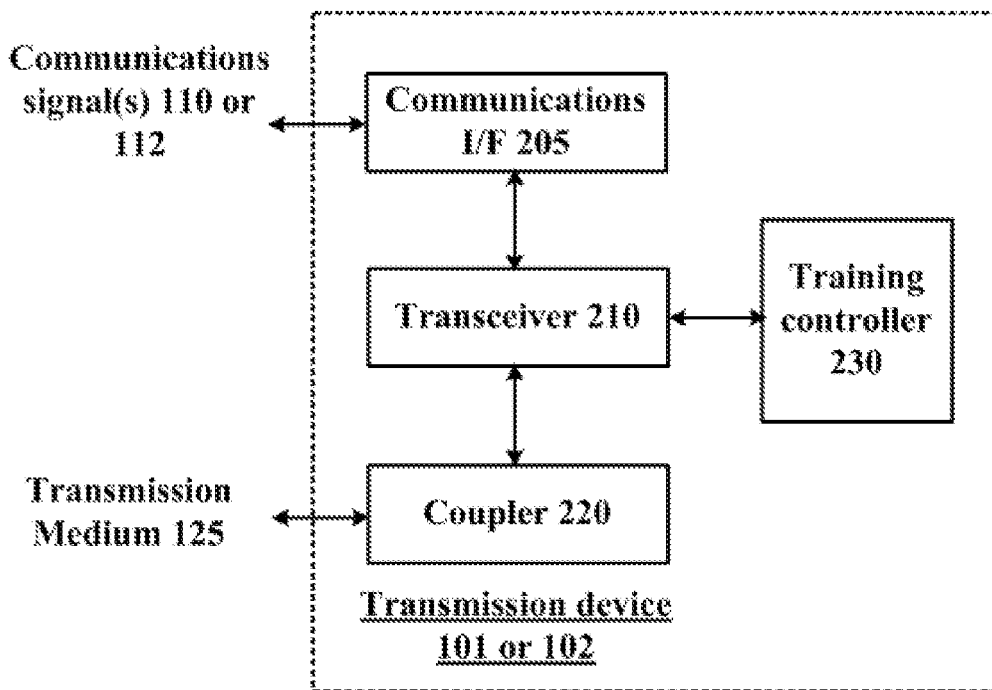 Communications
signal(s) 110 or
112
Communications
I/F 205
Transceiver 210
Training
controller
230
Transmission
Medium 125
Coupler 220
Transmission device
101 or 102